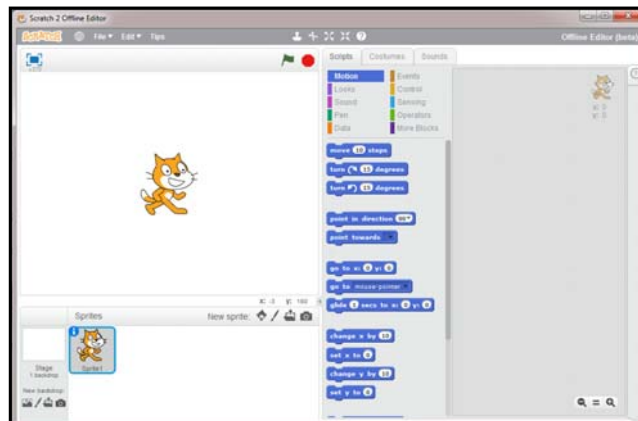 Scratch 2 Offline Editor
SCRATCH File Edit Tips Offline Editor (beta)
Scripts Costumes Sounds
Motion Events
Looks Control
Sound Sensing
Pen Operators
Data More Blocks
x: 0
y: 0
move 10 steps
turn 15 degrees
turn 15 degrees
point in direction 90
point towards
go to x: 0 y: 0
go to mouse-pointer
glide 1 secs to x: 0 y: 0
change x by 10
set x to 0
change y by 10
set y to 0
Sprites New sprite:
Stage
1 backdrop
Sprite1
New backdrop: